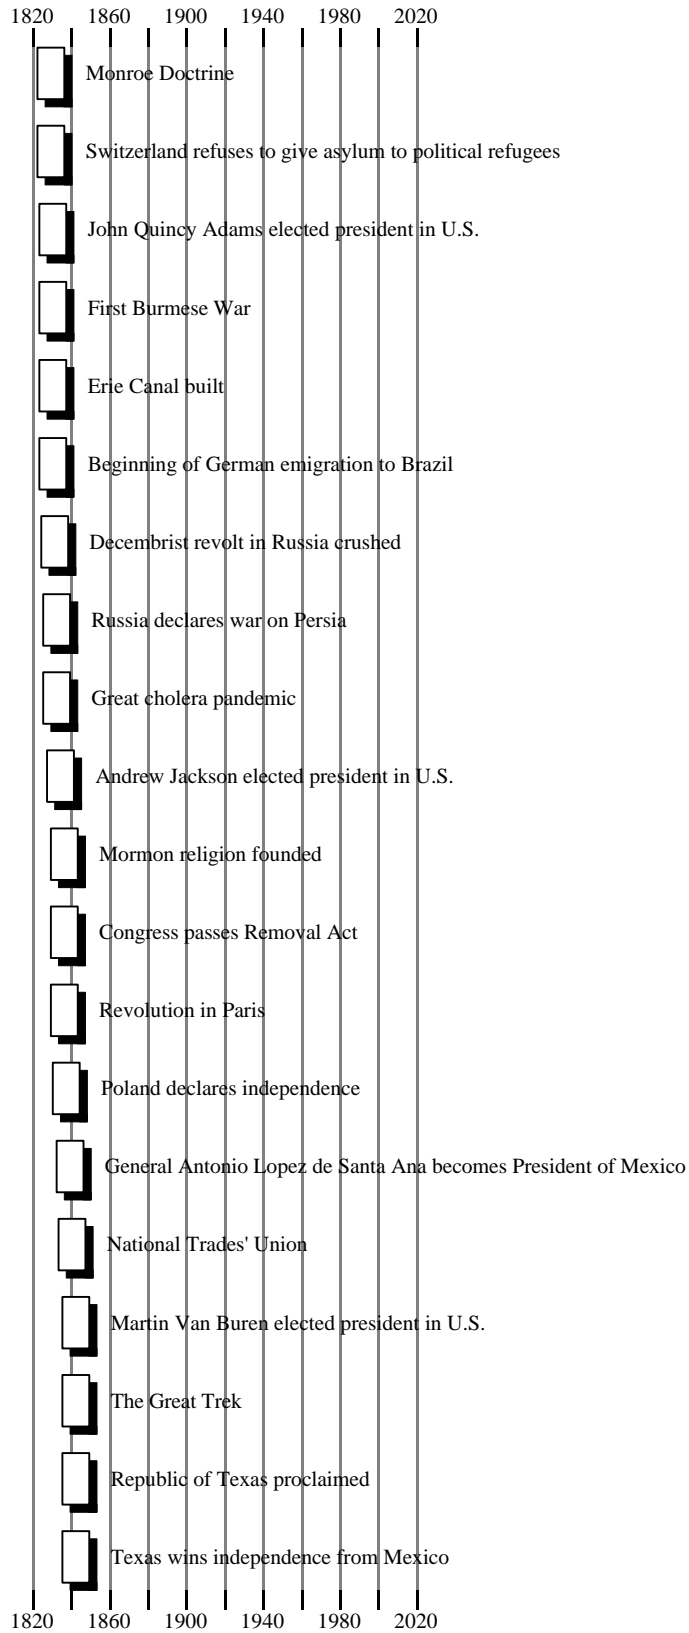 1820 1860 1900 1940 1980 2020
Monroe Doctrine
Switzerland refuses to give asylum to political refugees
John Quincy Adams elected president in U.S.
First Burmese War
Erie Canal built
Beginning of German emigration to Brazil
Decembrist revolt in Russia crushed
Russia declares war on Persia
Great cholera pandemic
Andrew Jackson elected president in U.S.
Mormon religion founded
Congress passes Removal Act
Revolution in Paris
Poland declares independence
General Antonio Lopez de Santa Ana becomes President of Mexico
National Trades' Union
Martin Van Buren elected president in U.S.
The Great Trek
Republic of Texas proclaimed
Texas wins independence from Mexico
1820 1860 1900 1940 1980 2020